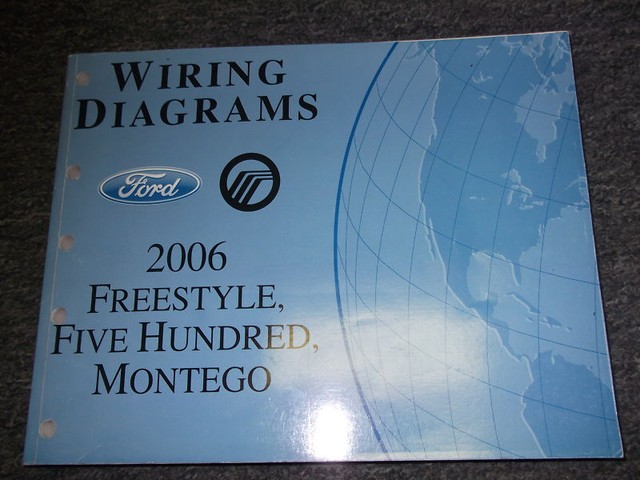 WIRING
DIAGRAMS
Ford
2006
FREESTYLE,
FIVE HUNDRED,
MONTEGO